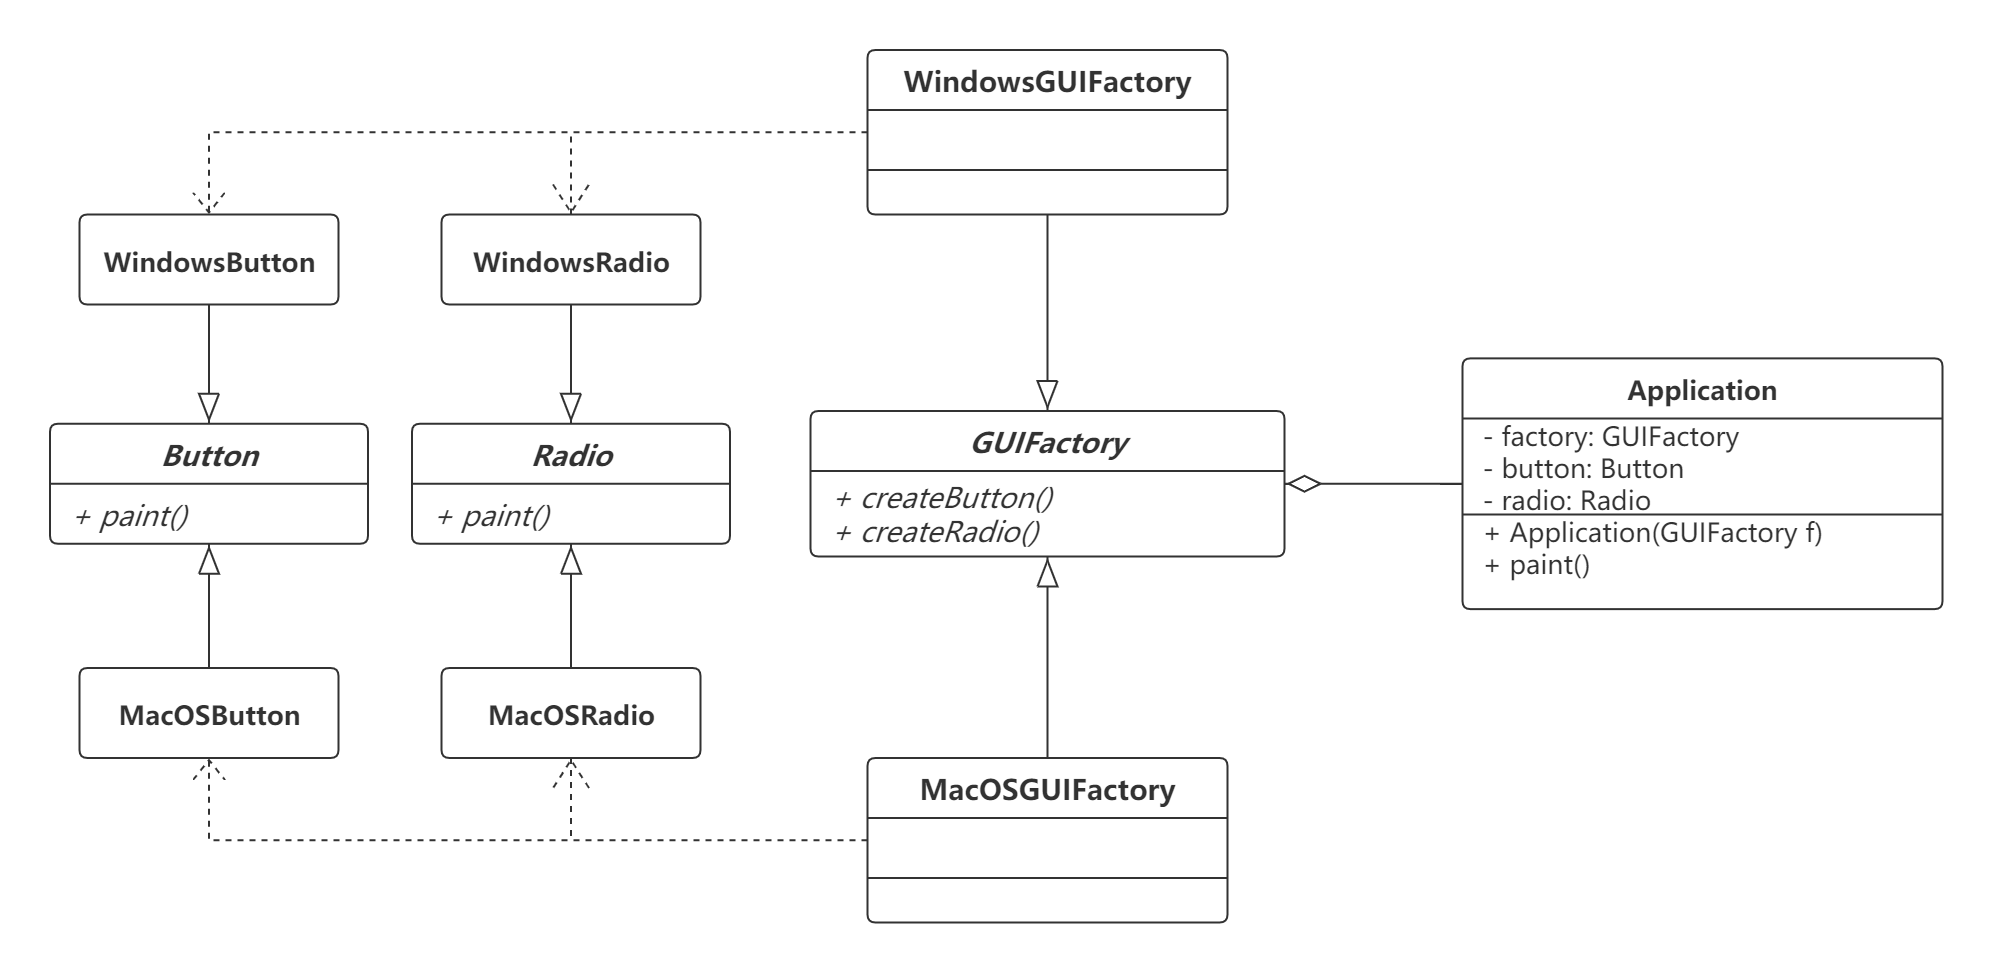 WindowsGUIFactory
WindowsButton
WindowsRadio
Button
+ paint()
Radio
+ paint()
GUIFactory
+ createButton()
+ createRadio()
Application
- factory: GUIFactory
- button: Button
- radio: Radio
+ Application(GUIFactory f)
+ paint()
MacOSButton
MacOSRadio
MacOSGUIFactory